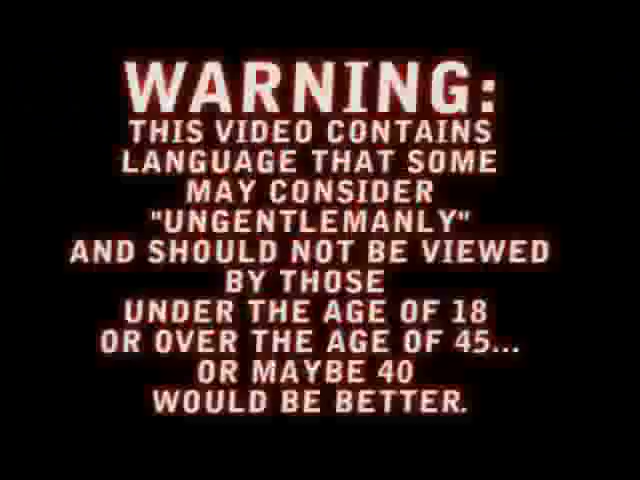 WARNING:
THIS VIDEO CONTAINS
LANGUAGE THAT SOME
MAY CONSIDER
"UNGENTLEMANLY"
AND SHOULD NOT BE VIEWED
BY THOSE
UNDER THE AGE OF 18
OR OVER THE AGE OF 45...
OR MAYBE 40
WOULD BE BETTER.